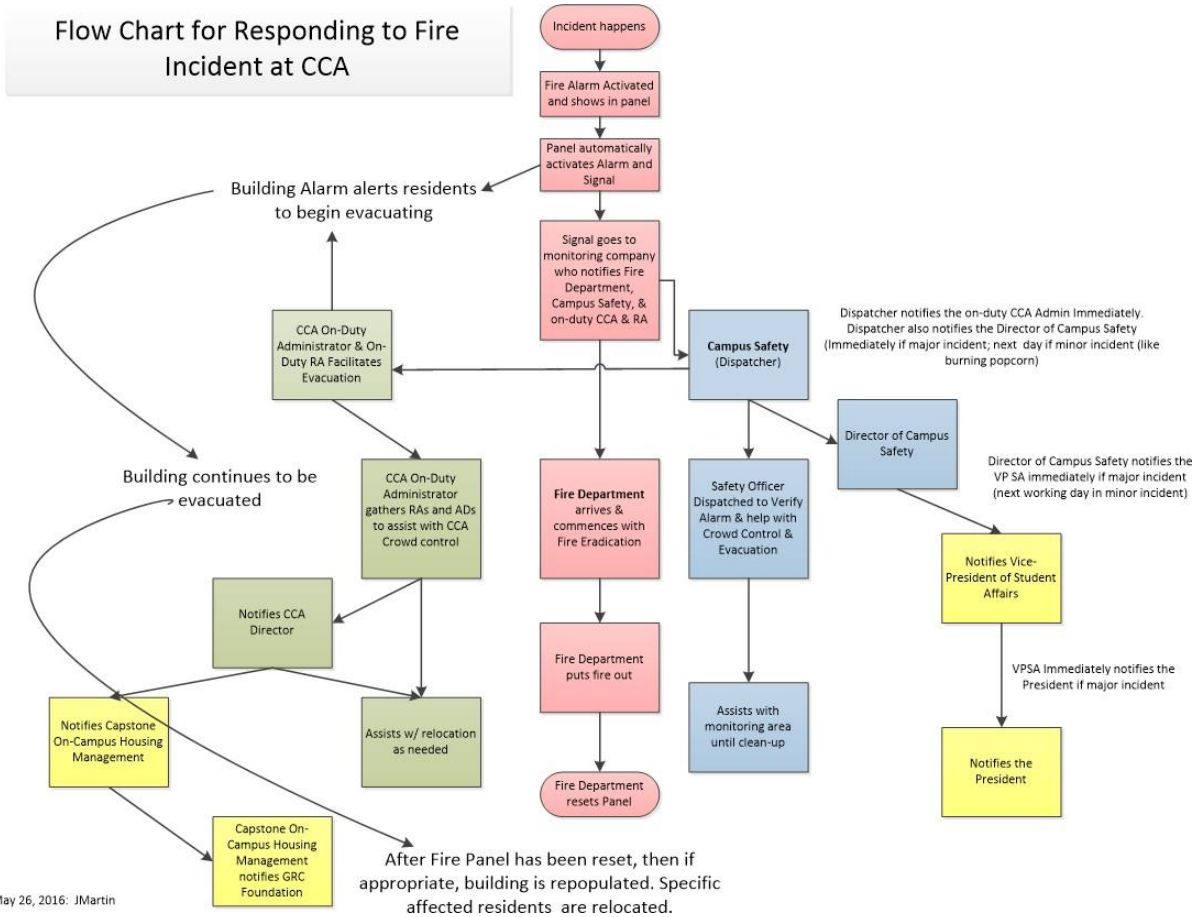 Flow Chart for Responding to Fire
Incident at CCA
Incident happens
Fire Alarm Activated
and shows in panel
Panel automatically
activates Alarm and
Signal
Building Alarm alerts residents
to begin evacuating
Signal goes to
monitoring company
who notifies Fire
Department,
Campus Safety, &
on-duty CCA & RA
CCA On-Duty
Administrator & On-
Duty RA Facilitates
Evacuation
Campus Safety
(Dispatcher)
Dispatcher notifies the on-duty CCA Admin Immediately.
Dispatcher also notifies the Director of Campus Safety
(Immediately if major incident; next day if minor incident (like
burning popcorn)
Director of Campus
Safety
Director of Campus Safety notifies the
VP SA immediately if major incident
(next working day in minor incident)
Building continues to be
evacuated
CCA On-Duty
Administrator
gathers RAs and ADs
to assist with CCA
Crowd control
Fire Department
arrives &
commences with
Fire Eradication
Safety Officer
Dispatched to Verify
Alarm & help with
Crowd Control &
Evacuation
Notifies Vice-
President of Student
Affairs
Notifies CCA
Director
Fire Department
puts fire out
VPSA Immediately notifies the
President if major incident
Notifies Capstone
On-Campus Housing
Management
Assists w/ relocation
as needed
Assists with
monitoring area
until clean-up
Notifies the
President
Fire Department
resets Panel
Capstone On-
Campus Housing
Management
notifies GRC
Foundation
After Fire Panel has been reset, then if
appropriate, building is repopulated. Specific
affected residents are relocated.
May 26, 2016: JMartin